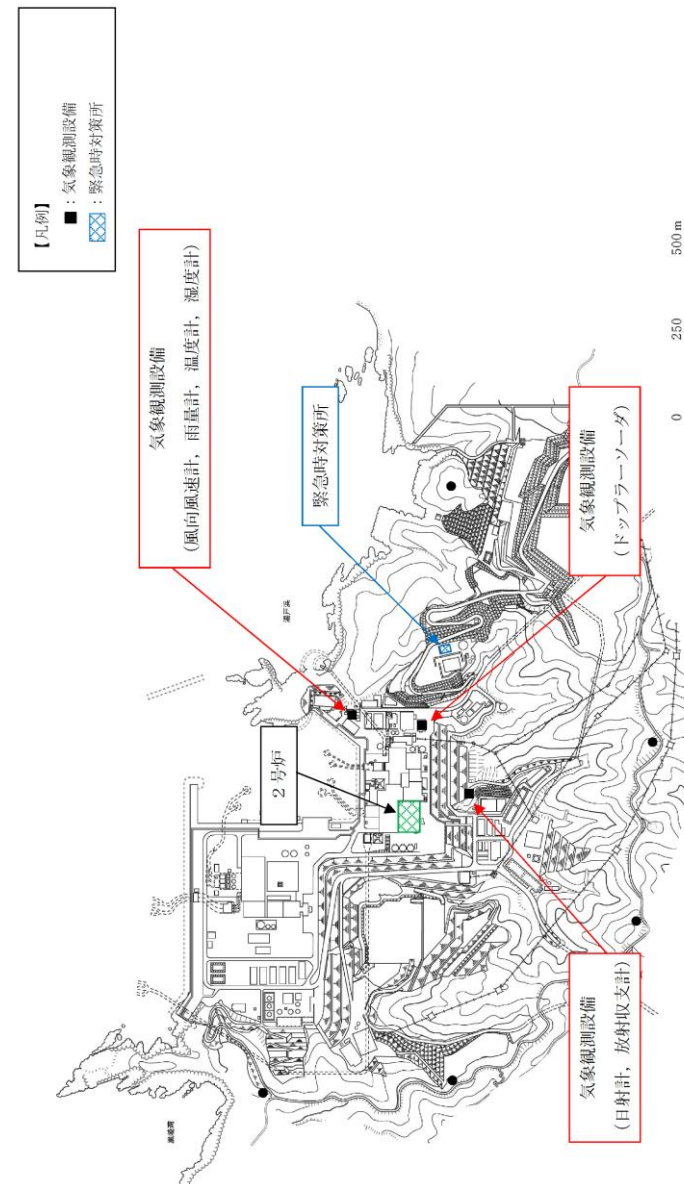 【凡例】
■：気象観測設備
：緊急時対策所
気象観測設備
(風向風速計，雨量計，温度計，湿度計)
緊急時対策所
２号炉
気象観測設備
(ドップラーソーダ)
気象観測設備
(日射計，放射収支計)
0 250 500 m